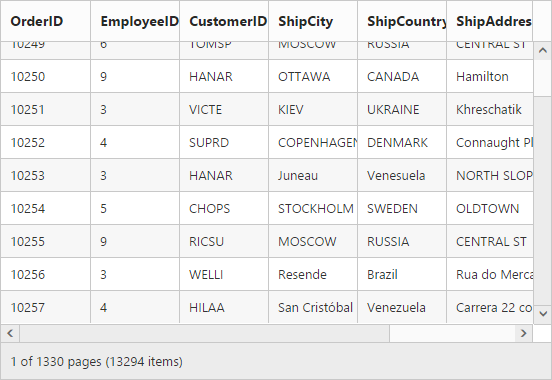 OrderID EmployeeID CustomerID ShipCity ShipCountry ShipAddres
10249 6 TOMSP MOSCOW RUSSIA CENTRAL ST
10250 9 HANAR OTTAWA CANADA Hamilton
10251 3 VICTE KIEV UKRAINE Khreschatik
10252 4 SUPRD COPENHAGEN DENMARK Connaught Pl
10253 3 HANAR Juneau Venesuela NORTH SLOP
10254 5 CHOPS STOCKHOLM SWEDEN OLDTOWN
10255 9 RICSU MOSCOW RUSSIA CENTRAL ST
10256 3 WELLI Resende Brazil Rua do Merca
10257 4 HILAA San Cristóbal Venezuela Carrera 22 co
1 of 1330 pages (13294 items)